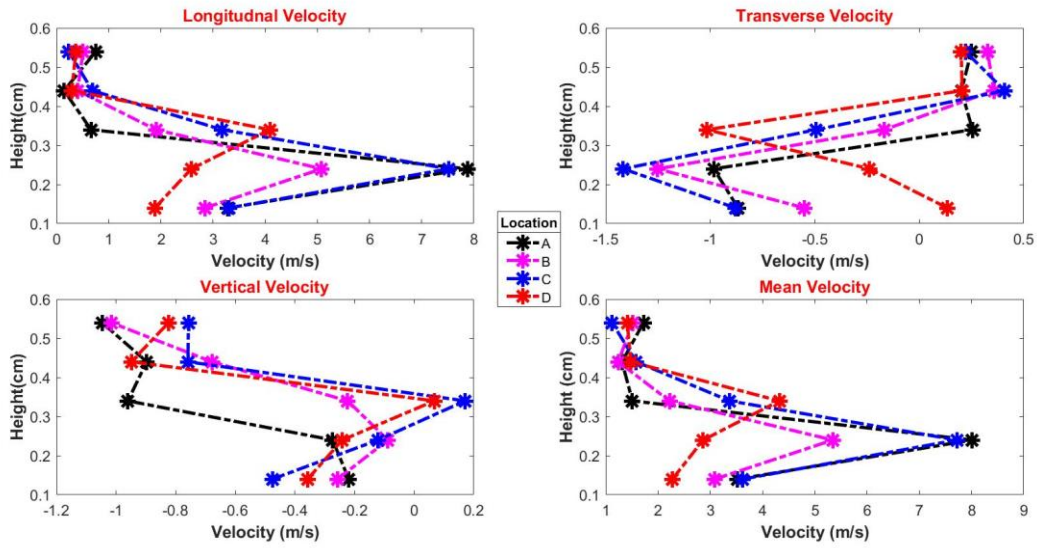 Longitudnal Velocity
0.6
0.5
0.4
0.3
0.2
0.1
Height(cm)
0 1 2 3 4 5 6 7 8
Velocity (m/s)
Transverse Velocity
0.6
0.5
0.4
0.3
0.2
0.1
Height(cm)
-1.5 -1 -0.5 0 0.5
Velocity (m/s)
Location
A
B
C
D
Vertical Velocity
0.6
0.5
0.4
0.3
0.2
0.1
Height(cm)
-1.2 -1 -0.8 -0.6 -0.4 -0.2 0 0.2
Velocity (m/s)
Mean Velocity
0.6
0.5
0.4
0.3
0.2
0.1
Height (cm)
1 2 3 4 5 6 7 8 9
Velocity (m/s)